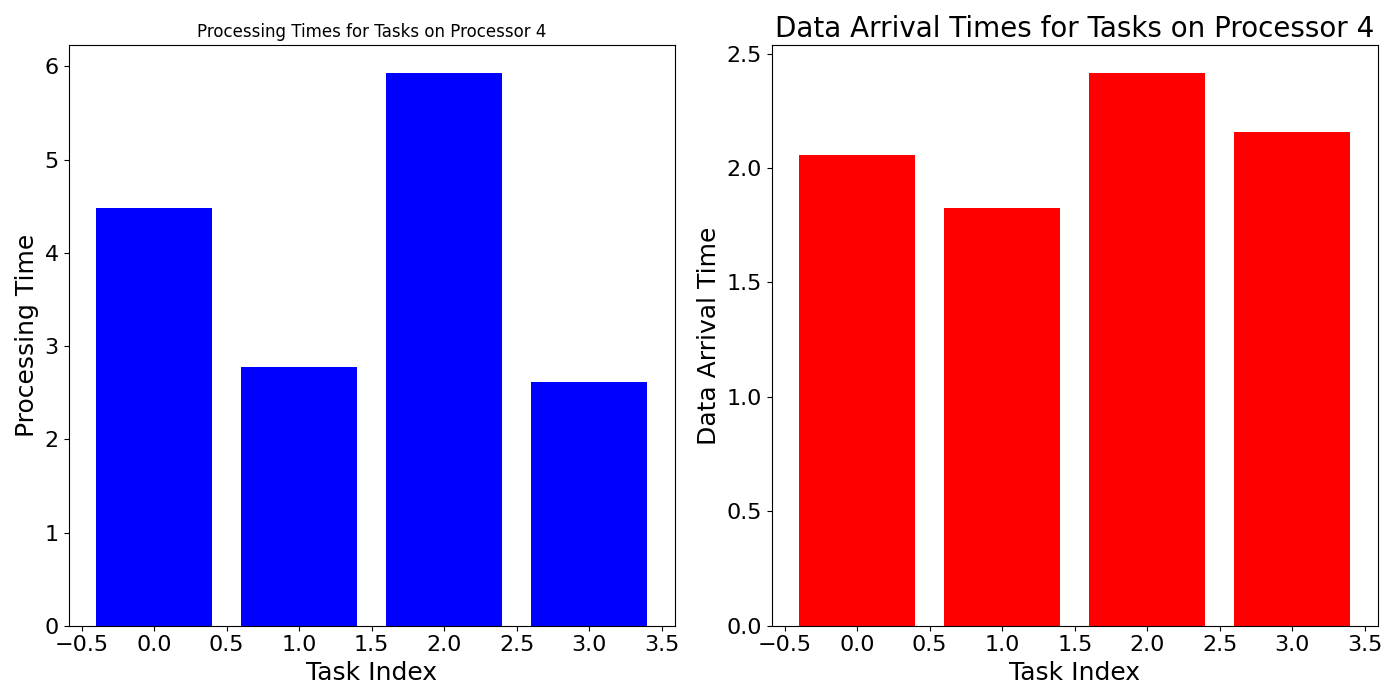 Processing Times for Tasks on Processor 4
Processing Time
6
5
4
3
2
1
0
−0.5 0.0 0.5 1.0 1.5 2.0 2.5 3.0 3.5
Task Index
Data Arrival Times for Tasks on Processor 4
Data Arrival Time
2.5
2.0
1.5
1.0
0.5
0.0
−0.5 0.0 0.5 1.0 1.5 2.0 2.5 3.0 3.5
Task Index